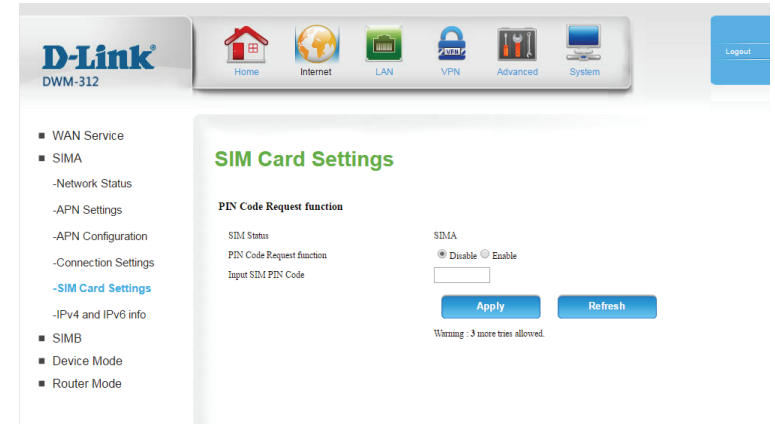 D-Link®
DWM-312
Home Internet LAN VPN Advanced System
Logout
WAN Service
SIMA
-Network Status
-APN Settings
-APN Configuration
-Connection Settings
-SIM Card Settings
-IPv4 and IPv6 info
SIMB
Device Mode
Router Mode
SIM Card Settings
PIN Code Request function
SIM Status SIMA
PIN Code Request function Disable Enable
Input SIM PIN Code
Apply Refresh
Warning : 3 more tries allowed.